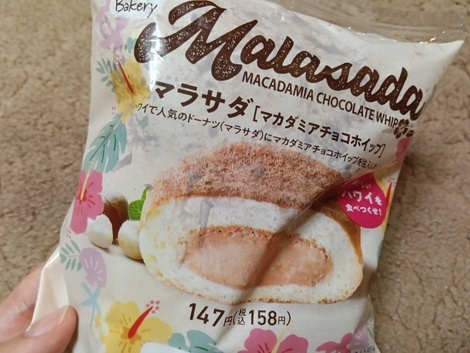 Bakery
Malasada
MACADAMIA CHOCOLATE WHIP
マラサダ[マカダミアチョコホイップ]
ワイで人気のドーナツ(マラサダ)にマカダミアチョコホイップを
ハワイを
食べつくせ!
147円(税込158円)